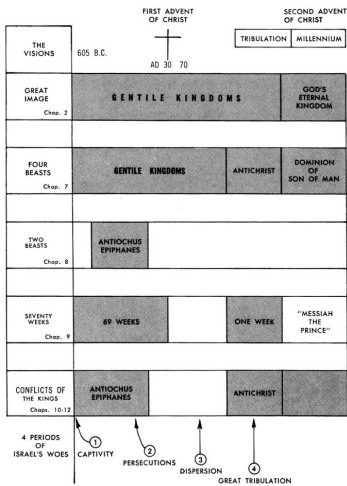 FIRST ADVENT
OF CHRIST
SECOND ADVENT
OF CHRIST
TRIBULATION
MILLENNIUM
THE
VISIONS
605 B.C.
AD 30 70
GREAT
IMAGE
Chap. 2
GENTILE KINGDOMS
GOD'S
ETERNAL
KINGDOM
FOUR
BEASTS
Chap. 7
GENTILE KINGDOMS
ANTICHRIST
DOMINION
OF
SON OF MAN
TWO
BEASTS
Chap. 8
ANTIOCHUS
EPIPHANES
SEVENTY
WEEKS
Chap. 9
69 WEEKS
ONE WEEK
"MESSIAH
THE
PRINCE"
CONFLICTS OF
THE KINGS
Chaps. 10-12
ANTIOCHUS
EPIPHANES
ANTICHRIST
4 PERIODS
OF
ISRAEL'S WOES
1
CAPTIVITY
2
PERSECUTIONS
3
DISPERSION
4
GREAT TRIBULATION